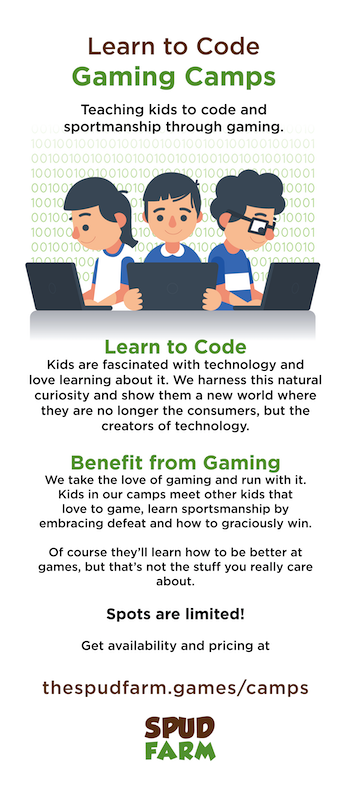 Learn to Code
Gaming Camps
Teaching kids to code and
sportmanship through gaming.
Learn to Code
Kids are fascinated with technology and
love learning about it. We harness this natural
curiosity and show them a new world where
they are no longer the consumers, but the
creators of technology.
Benefit from Gaming
We take the love of gaming and run with it.
Kids in our camps meet other kids that
love to game, learn sportsmanship by
embracing defeat and how to graciously win.
Of course they'll learn how to be better at
games, but that's not the stuff you really care
about.
Spots are limited!
Get availability and pricing at
thespudfarm.games/camps
SPUD
FARM